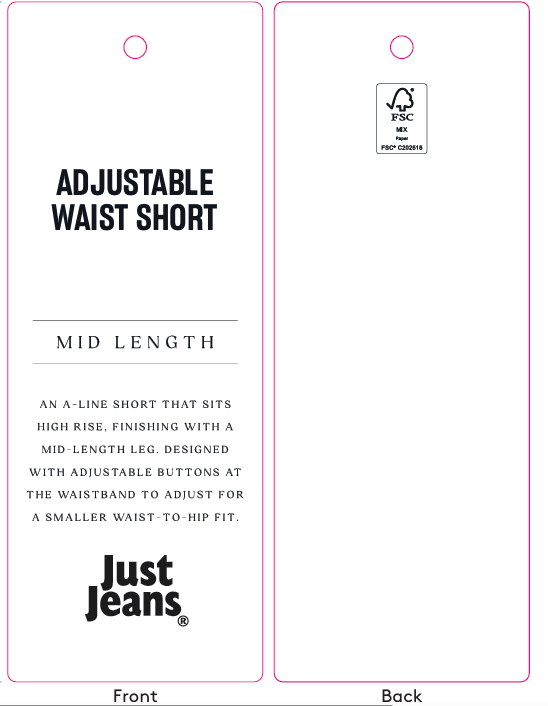 ADJUSTABLE
WAIST SHORT
MID LENGTH
AN A-LINE SHORT THAT SITS
HIGH RISE, FINISHING WITH A
MID-LENGTH LEG. DESIGNED
WITH ADJUSTABLE BUTTONS AT
THE WAISTBAND TO ADJUST FOR
A SMALLER WAIST-TO-HIP FIT.
Just
Jeans®
Front
FSC
MIX
Paper
FSC® C202516
Back